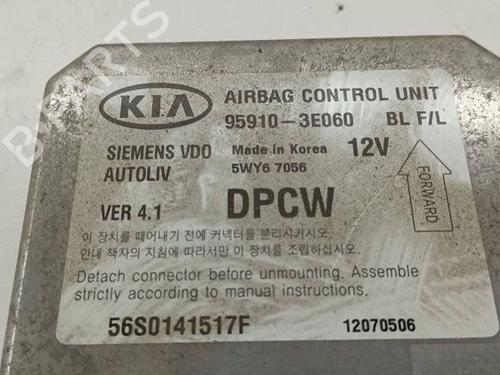 KIA
AIRBAG CONTROL UNIT
95910-3E060 BL F/L
SIEMENS VDO Made in Korea 12V
AUTOLIV 5WY6 7056
VER 4.1 DPCW
FORWARD
이 장치를 떼어내기 전에 커넥터를 분리시키시오.
안내 책자의 지침에 따라서만 이 장치를 조립하십시오.
Detach connector before unmounting. Assemble
strictly according to manual instructions.
56S0141517F 12070506